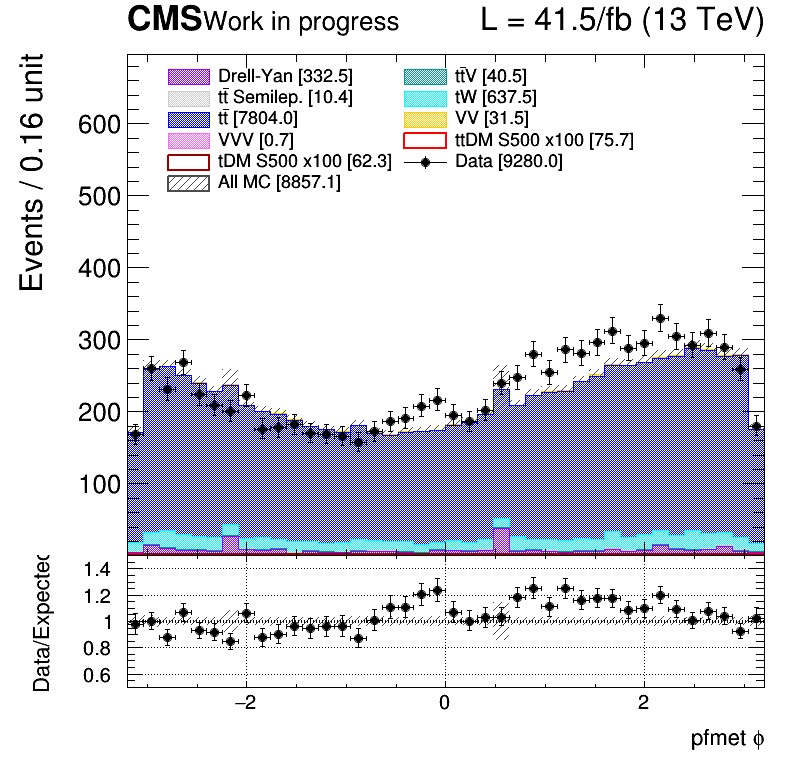 CMS Work in progress L = 41.5/fb (13 TeV)
Events / 0.16 unit
Drell-Yan [332.5] tt̄V [40.5]
tt̄ Semilep. [10.4] tW [637.5]
tt̄ [7804.0] VV [31.5]
VVV [0.7] ttDM S500 x100 [75.7]
tDM S500 x100 [62.3] Data [9280.0]
All MC [8857.1]
600
500
400
300
200
100
Data/Expected
1.4
1.2
1
0.8
0.6
−2 0 2
pfmet ϕ